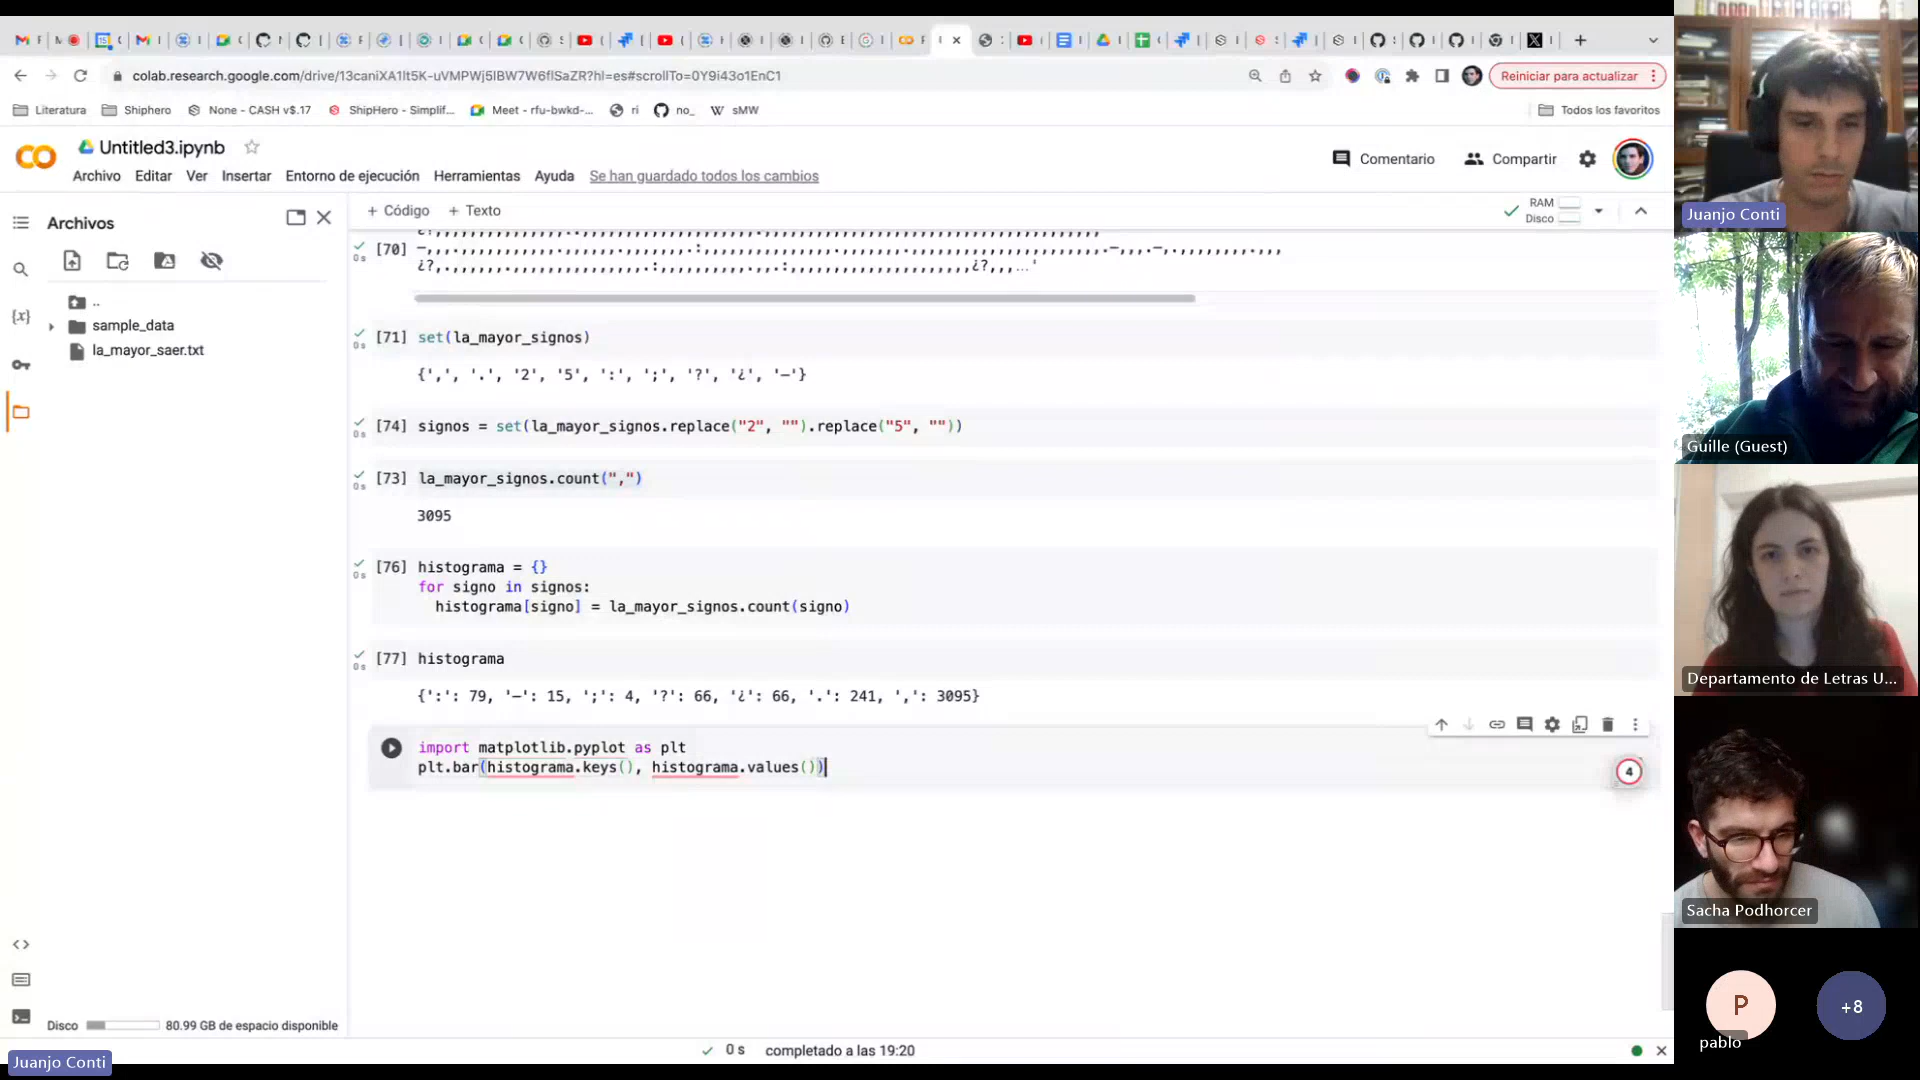 colab.research.google.com/drive/13caniXA1lt5K-uVMPWj5lBW7W6flSaZR?hl=es#scrollTo=0Y9i43o1EnC1
Reiniciar para actualizar
Literatura
Shiphero
None - CASH v$.17
ShipHero - Simplif...
Meet - rfu-bwkd-...
ri
no_
sMW
Todos los favoritos
Untitled3.ipynb
Comentario
Compartir
Archivo Editar Ver Insertar Entorno de ejecución Herramientas Ayuda Se han guardado todos los cambios
Archivos
+ Código + Texto
RAM
Disco
..
sample_data
la_mayor_saer.txt
[70]
[71] set(la_mayor_signos)
{',', '.', '2', '5', ':', ';', '?', '¿', '—'}
[74] signos = set(la_mayor_signos.replace("2", "").replace("5", ""))
[73] la_mayor_signos.count(",")
3095
[76] histograma = {}
for signo in signos:
histograma[signo] = la_mayor_signos.count(signo)
[77] histograma
{':': 79, '—': 15, ';': 4, '?': 66, '¿': 66, '.': 241, ',': 3095}
import matplotlib.pyplot as plt
plt.bar(histograma.keys(), histograma.values())
4
Disco 80.99 GB de espacio disponible
0 s completado a las 19:20
Juanjo Conti
Juanjo Conti
Guille (Guest)
Departamento de Letras U...
Sacha Podhorcer
P
pablo
+8